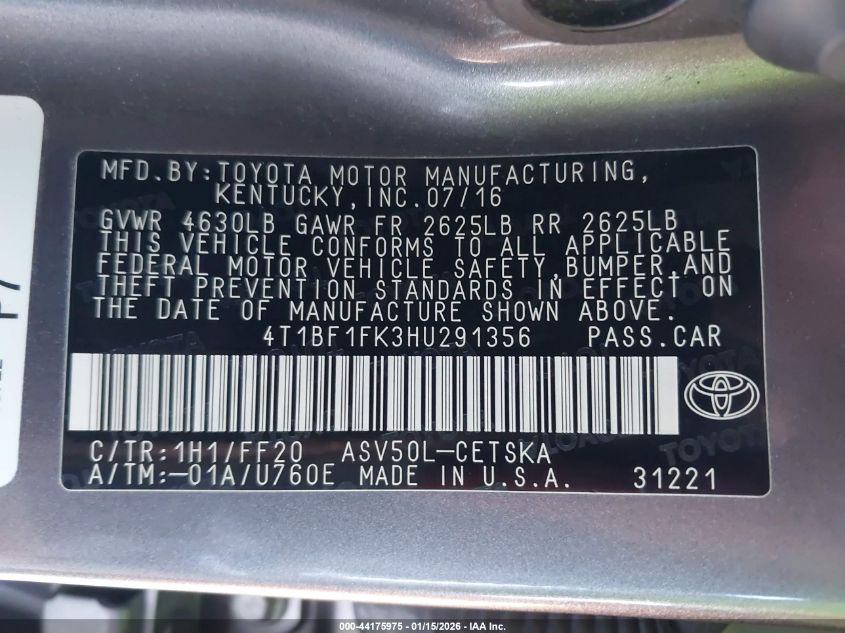 MFD.BY:TOYOTA MOTOR MANUFACTURING,
KENTUCKY,INC.07/16
GVWR 4630LB GAWR FR 2625LB RR 2625LB
THIS VEHICLE CONFORMS TO ALL APPLICABLE
FEDERAL MOTOR VEHICLE SAFETY,BUMPER,AND
THEFT PREVENTION STANDARDS IN EFFECT ON
THE DATE OF MANUFACTURE SHOWN ABOVE.
4T1BF1FK3HU291356 PASS.CAR
C/TR:1H1/FF20 ASV50L-CETSKA
A/TM:-01A/U760E MADE IN U.S.A. 31221
000-44175975 - 01/15/2026 - IAA Inc.